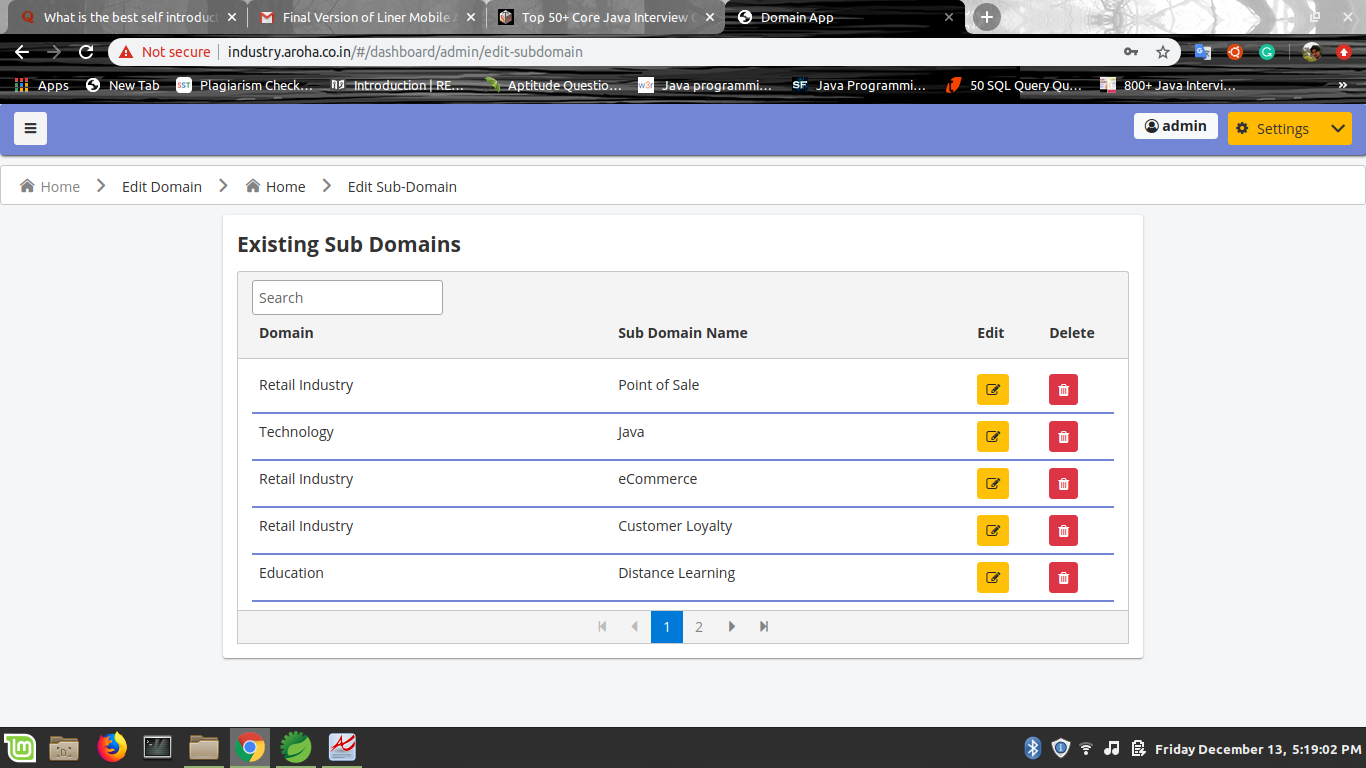 What is the best self introduc
Final Version of Liner Mobile A
Top 50+ Core Java Interview Q
Domain App
Not secure
industry.aroha.co.in/#/dashboard/admin/edit-subdomain
Apps
New Tab
SST
Plagiarism Check...
Introduction | RE...
Aptitude Questio...
w3r
Java programmi...
SF
Java Programmi...
50 SQL Query Qu...
800+ Java Intervi...
»
admin
Settings
Home
Edit Domain
Home
Edit Sub-Domain
Existing Sub Domains
Search
Domain Sub Domain Name Edit Delete
Retail Industry Point of Sale
Technology Java
Retail Industry eCommerce
Retail Industry Customer Loyalty
Education Distance Learning
1 2
Friday December 13, 5:19:02 PM